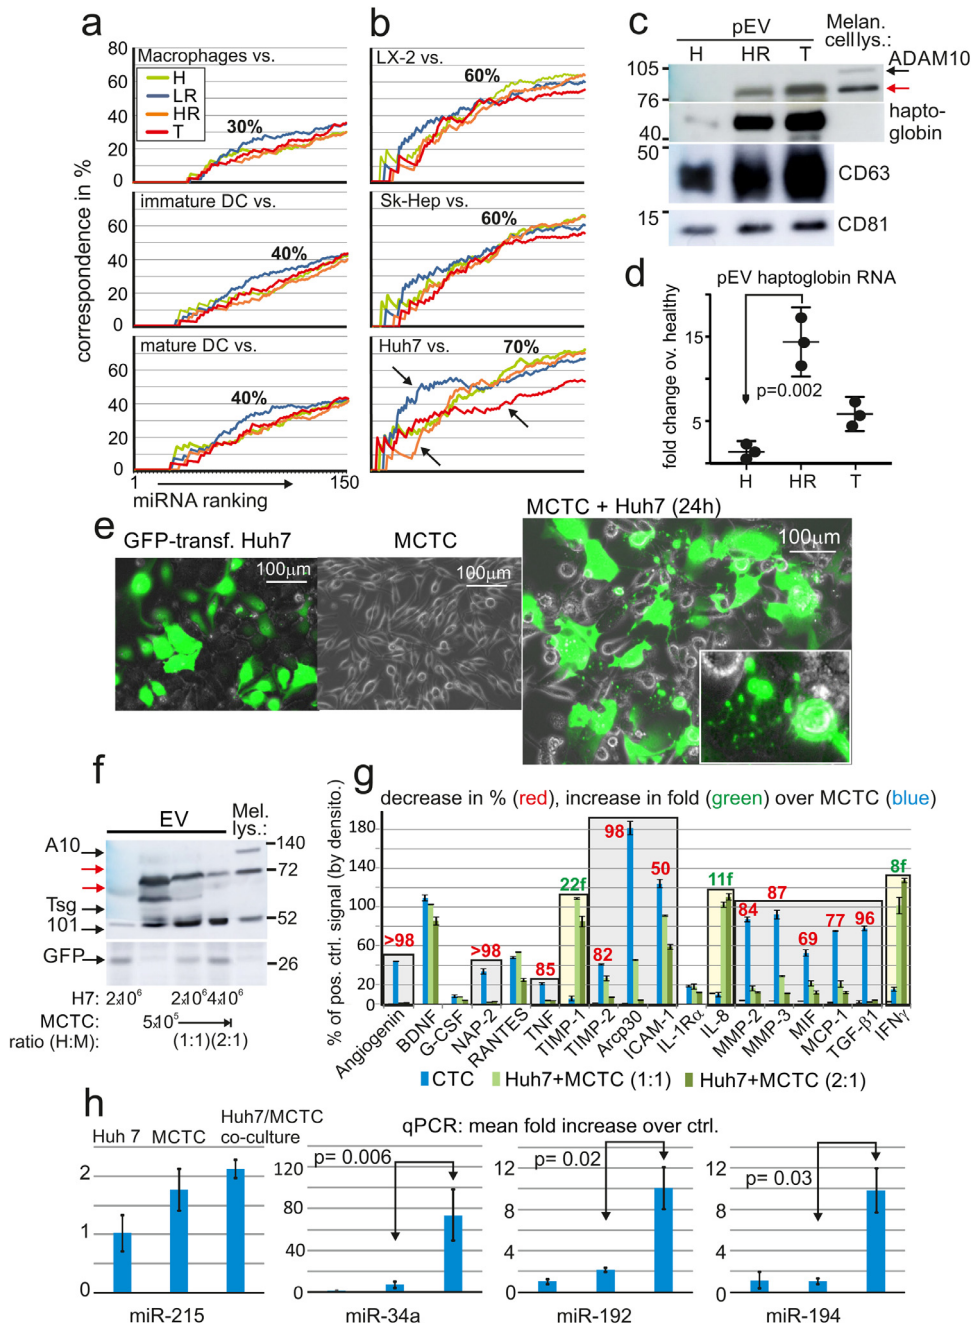 a
Macrophages vs.
80
60
40
20
0
H
LR
HR
T
30%
immature DC vs.
60
40
20
0
40%
mature DC vs.
60
40
20
0
40%
correspondence in %
1
150
miRNA ranking
b
LX-2 vs.
60%
Sk-Hep vs.
60%
Huh7 vs.
70%
c
pEV
Melan.
cell lys.:
H HR T
ADAM10
105
76
hapto-
globin
40
50
CD63
15
CD81
d
pEV haptoglobin RNA
fold change ov. healthy
15
5
p=0.002
H HR T
e
GFP-transf. Huh7
100µm
MCTC
100µm
MCTC + Huh7 (24h)
100µm
f
EV
Mel.
lys.:
A10
140
72
Tsg
101
52
GFP
26
H7: 2x10⁶ 2x10⁶ 4x10⁶
MCTC: 5x10⁵
ratio (H:M): (1:1) (2:1)
g
decrease in % (red), increase in fold (green) over MCTC (blue)
% of pos. ctrl. signal (by densito.)
180
140
100
60
20
0
>98
>98
85
22f
82
98
50
11f
84
87
69
77
96
8f
Angiogenin
BDNF
G-CSF
NAP-2
RANTES
TNF
TIMP-1
TIMP-2
Arcp30
ICAM-1
IL-1Rα
IL-8
MMP-2
MMP-3
MIF
MCP-1
TGF-β1
IFNγ
CTC Huh7+MCTC (1:1) Huh7+MCTC (2:1)
h
qPCR: mean fold increase over ctrl.
Huh 7 MCTC Huh7/MCTC
co-culture
2
1
0
miR-215
120
80
40
0
p= 0.006
miR-34a
12
8
4
0
p= 0.02
miR-192
12
8
4
0
p= 0.03
miR-194